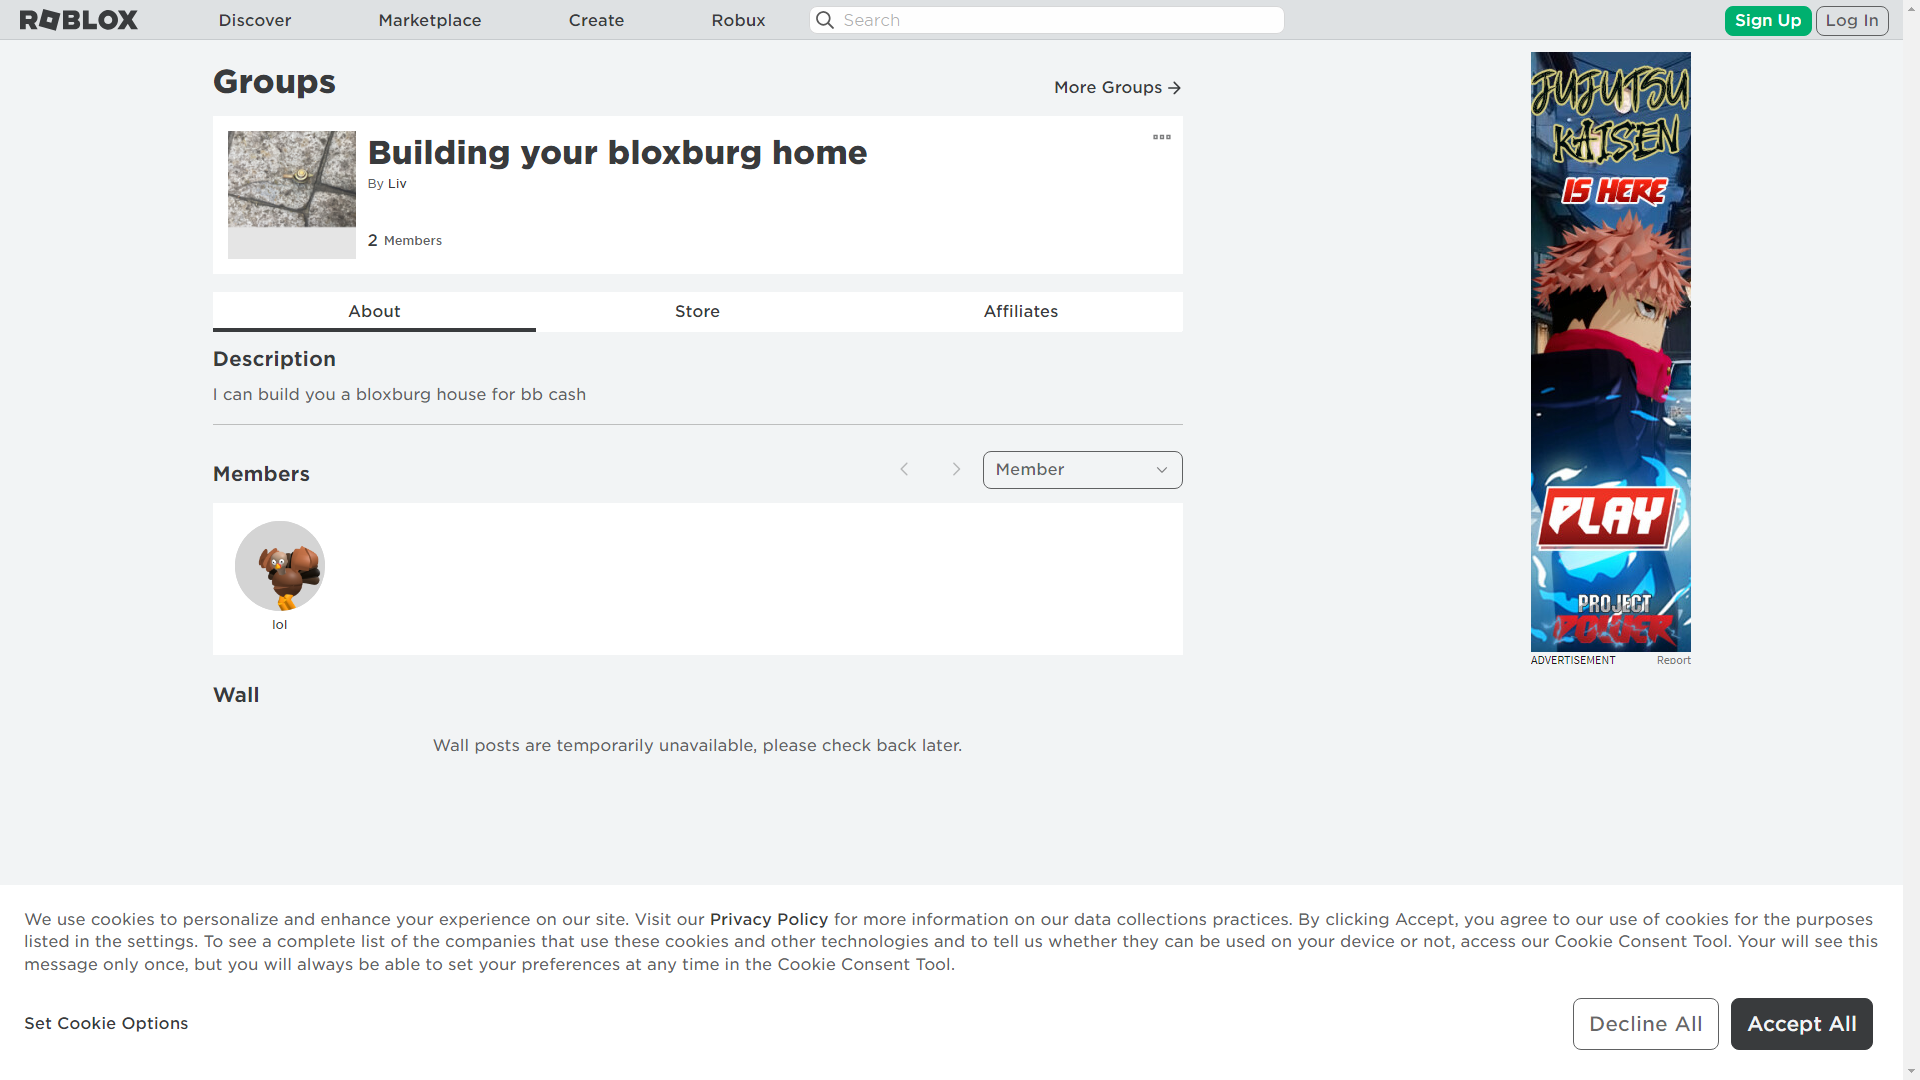 ROBLOX
Discover
Marketplace
Create
Robux
Search
Sign Up
Log In
Groups
More Groups
Building your bloxburg home
By Liv
2 Members
About
Store
Affiliates
Description
I can build you a bloxburg house for bb cash
Members
Member
lol
Wall
Wall posts are temporarily unavailable, please check back later.
JUJUTSU
KAISEN
IS HERE
PLAY
PROJECT
POWER
ADVERTISEMENT
Report
We use cookies to personalize and enhance your experience on our site. Visit our Privacy Policy for more information on our data collections practices. By clicking Accept, you agree to our use of cookies for the purposes
listed in the settings. To see a complete list of the companies that use these cookies and other technologies and to tell us whether they can be used on your device or not, access our Cookie Consent Tool. Your will see this
message only once, but you will always be able to set your preferences at any time in the Cookie Consent Tool.
Set Cookie Options
Decline All
Accept All